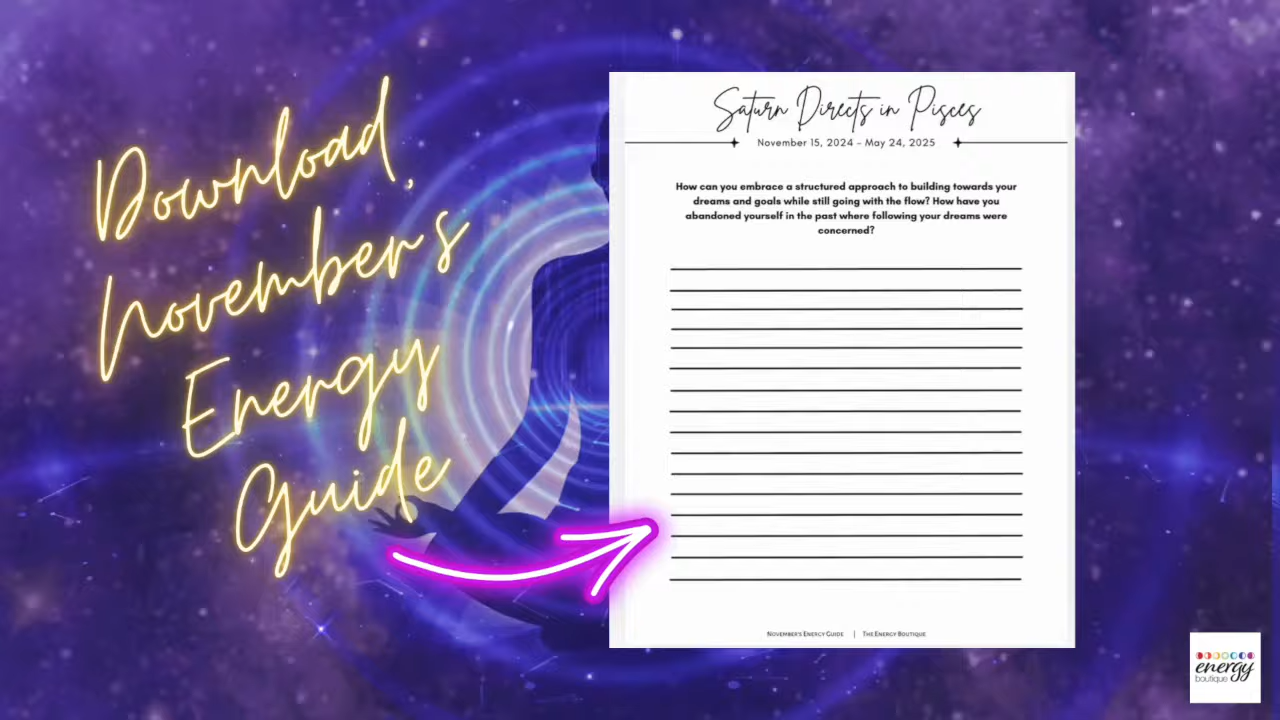 Download
November's
Energy
Guide
Saturn Directs in Pisces
November 15, 2024 – May 24, 2025
How can you embrace a structured approach to building towards your
dreams and goals while still going with the flow? How have you
abandoned yourself in the past where following your dreams were
concerned?
November's Energy Guide | The Energy Boutique
energy
boutique